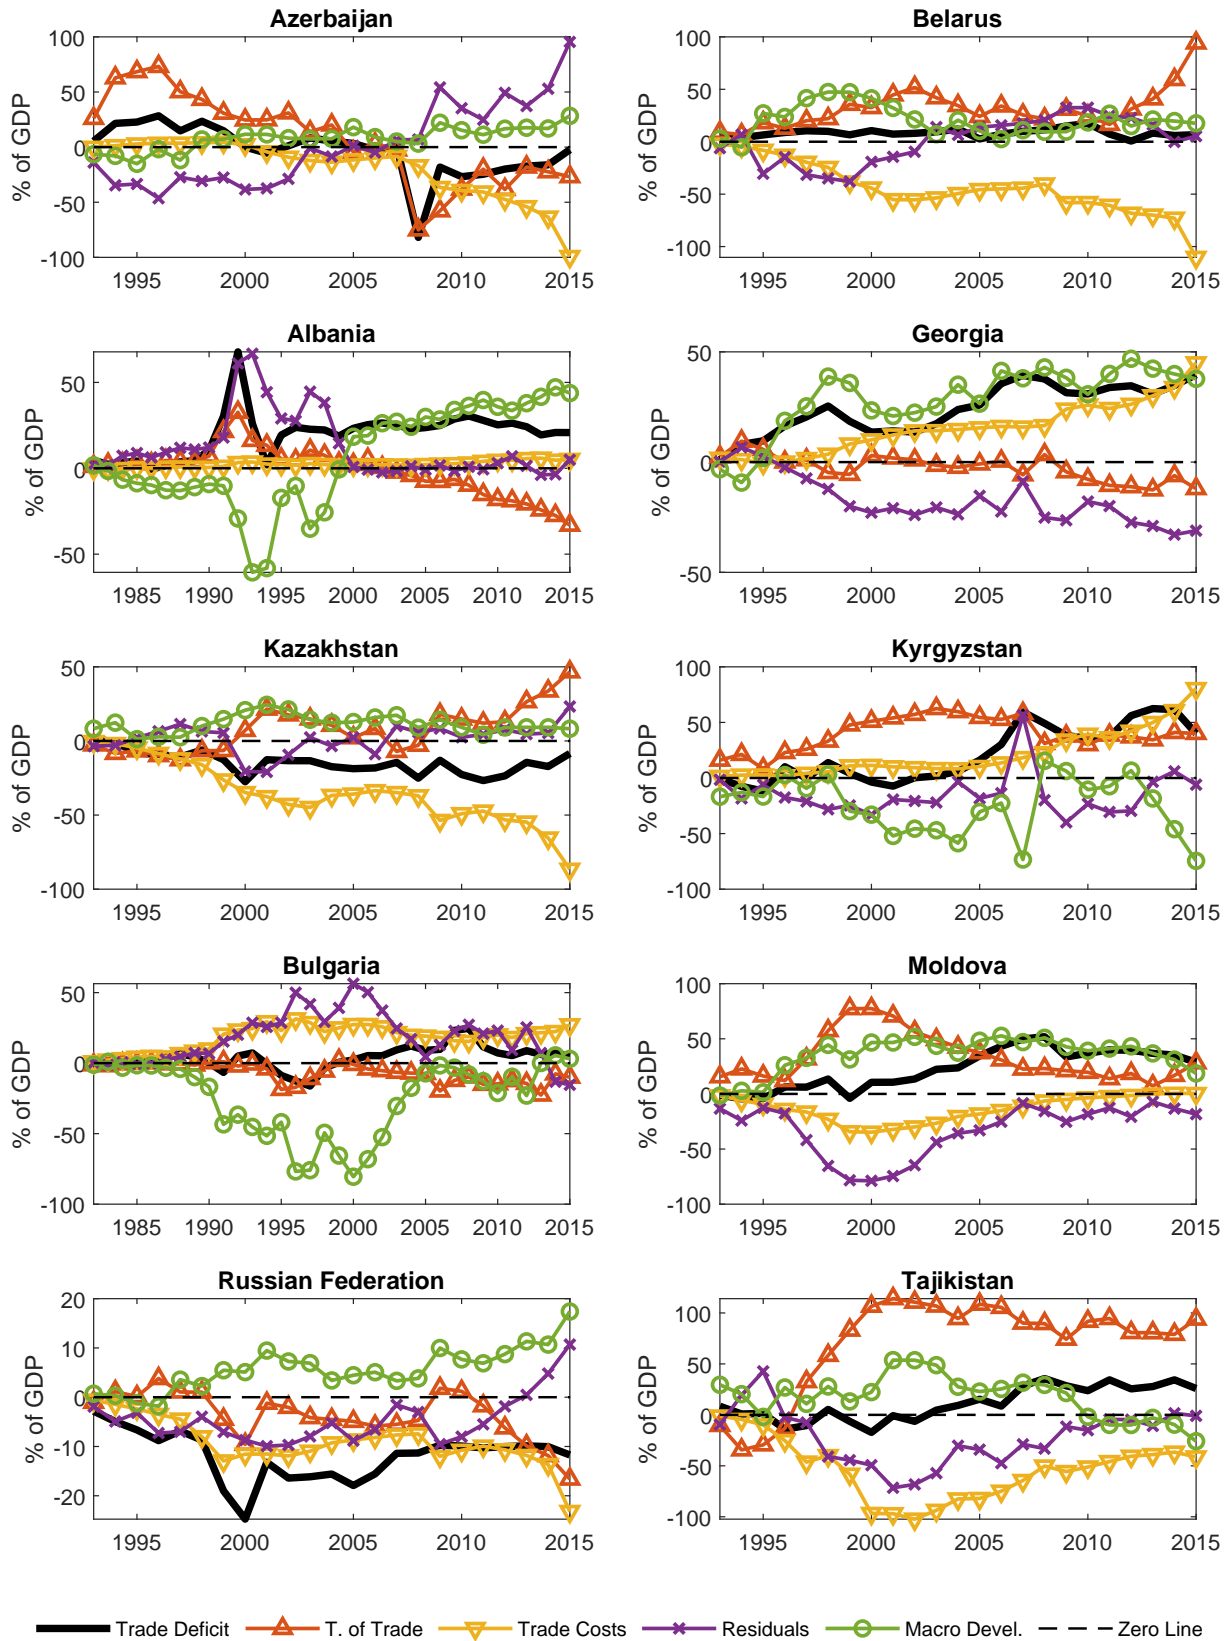 Azerbaijan
% of GDP
100
50
0
-50
-100
1995 2000 2005 2010 2015
Belarus
% of GDP
100
50
0
-50
-100
1995 2000 2005 2010 2015
Albania
% of GDP
50
0
-50
1985 1990 1995 2000 2005 2010 2015
Georgia
% of GDP
50
0
-50
1995 2000 2005 2010 2015
Kazakhstan
% of GDP
50
0
-50
-100
1995 2000 2005 2010 2015
Kyrgyzstan
% of GDP
100
50
0
-50
-100
1995 2000 2005 2010 2015
Bulgaria
% of GDP
50
0
-50
-100
1985 1990 1995 2000 2005 2010 2015
Moldova
% of GDP
100
50
0
-50
-100
1995 2000 2005 2010 2015
Russian Federation
% of GDP
20
10
0
-10
-20
1995 2000 2005 2010 2015
Tajikistan
% of GDP
100
50
0
-50
-100
1995 2000 2005 2010 2015
Trade Deficit T. of Trade Trade Costs Residuals Macro Devel. Zero Line